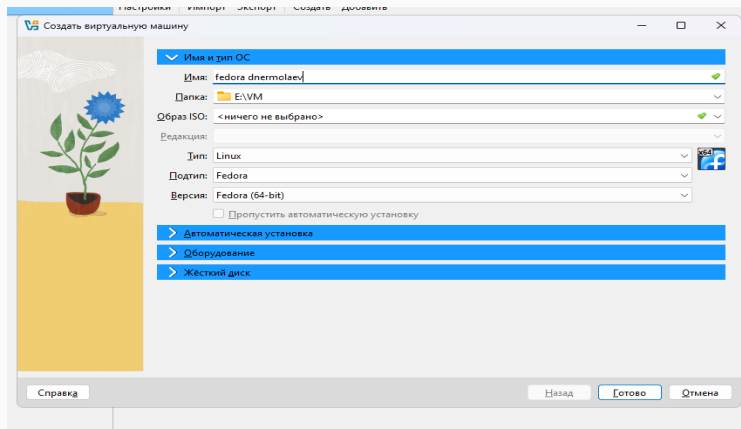 Настройки Импорт Экспорт Создать Добавить
Создать виртуальную машину
Имя и тип ОС
Имя: fedora dnermolaev
Папка: E:\VM
Образ ISO: <ничего не выбрано>
Редакция:
Тип: Linux
x64
Подтип: Fedora
Версия: Fedora (64-bit)
Пропустить автоматическую установку
Автоматическая установка
Оборудование
Жёсткий диск
Справка Назад Готово Отмена